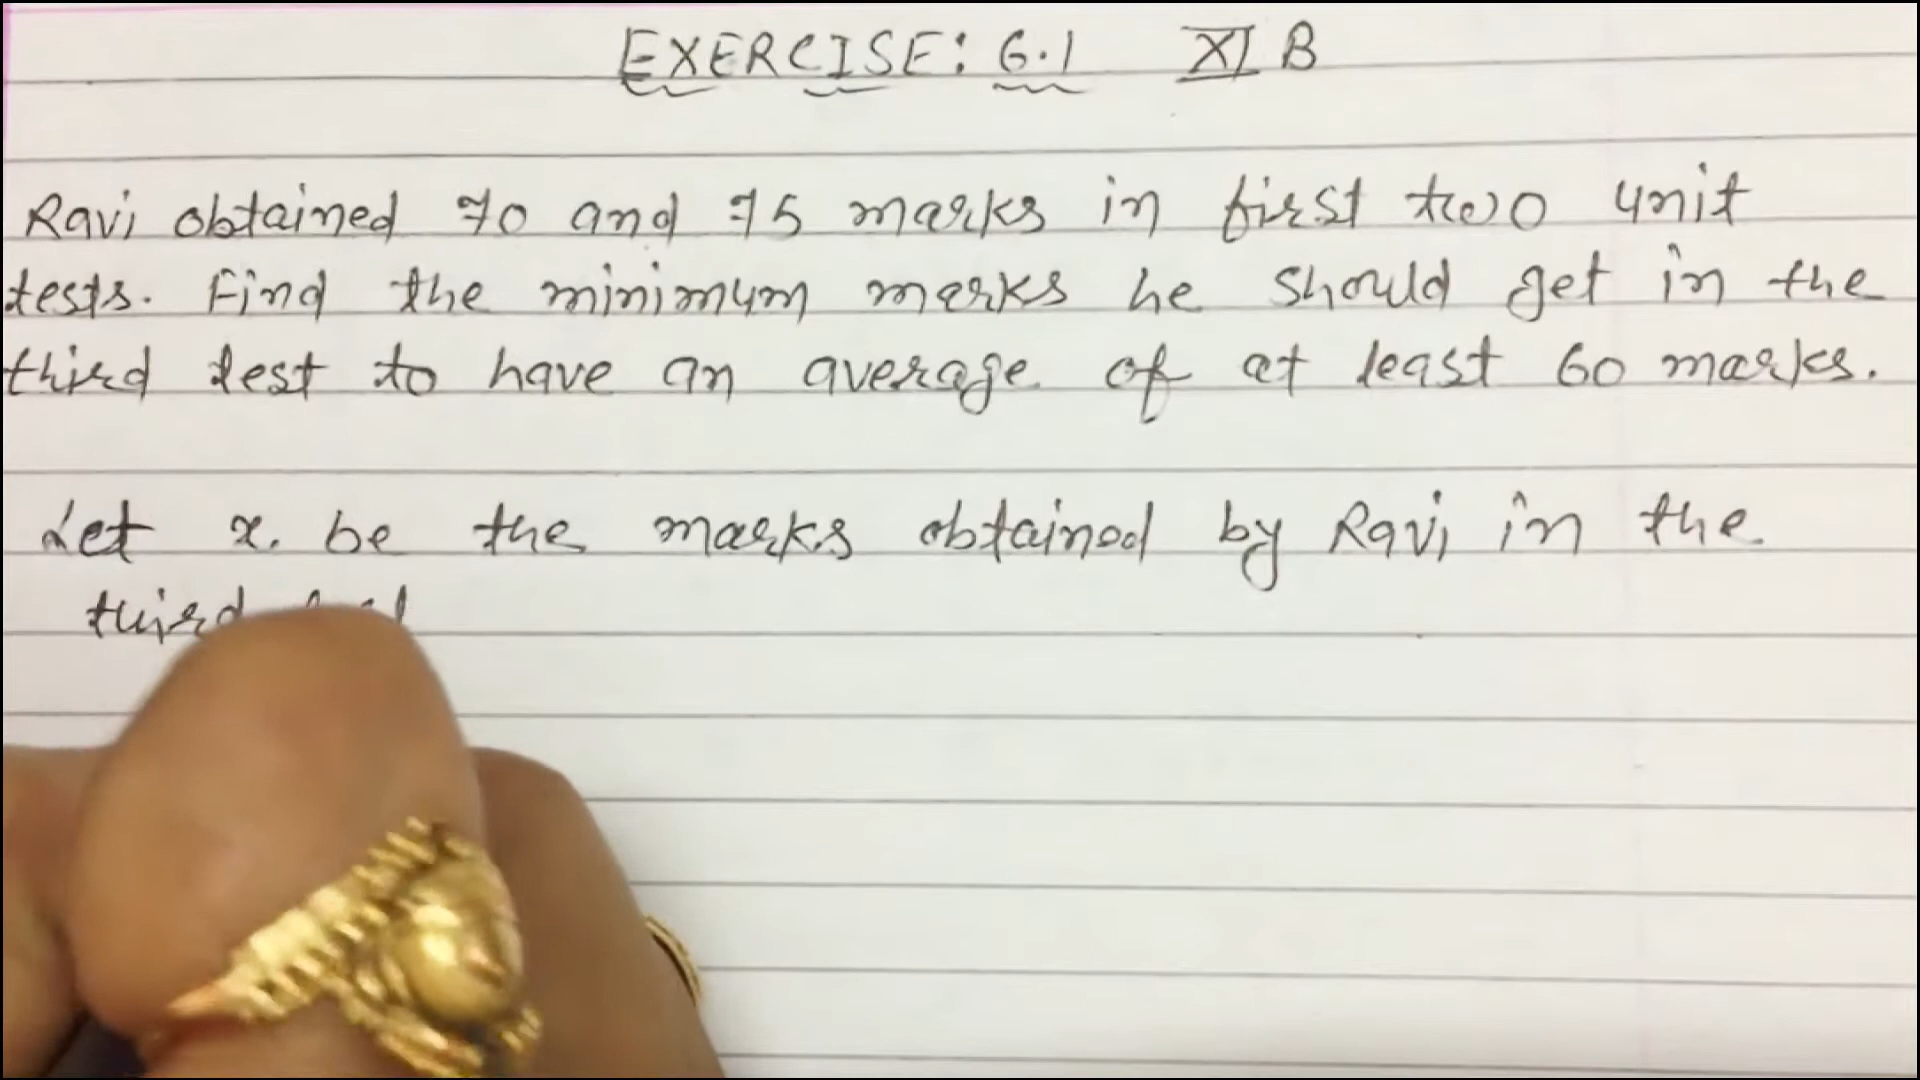 EXERCISE: 6.1 XI B
Ravi obtained 70 and 75 marks in first two unit
tests. Find the minimum marks he should get in the
third test to have an average of at least 60 marks.
Let x. be the marks obtained by Ravi in the
third